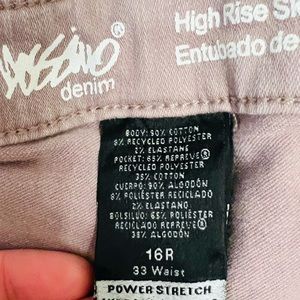 MOSSIMO
denim
High Rise Sk
Entubado de
BODY: 90% COTTON
8% RECYCLED POLYESTER
2% ELASTANE
POCKET: 65% REPREVE®
RECYCLED POLYESTER
35% COTTON
CUERPO: 90% ALGODÓN
8% POLIÉSTER RECICLADO
2% ELASTANO
BOLSILLO: 65% POLIÉSTER
RECICLADO REPREVE®
35% ALGODÓN
16R
33 Waist
POWER STRETCH